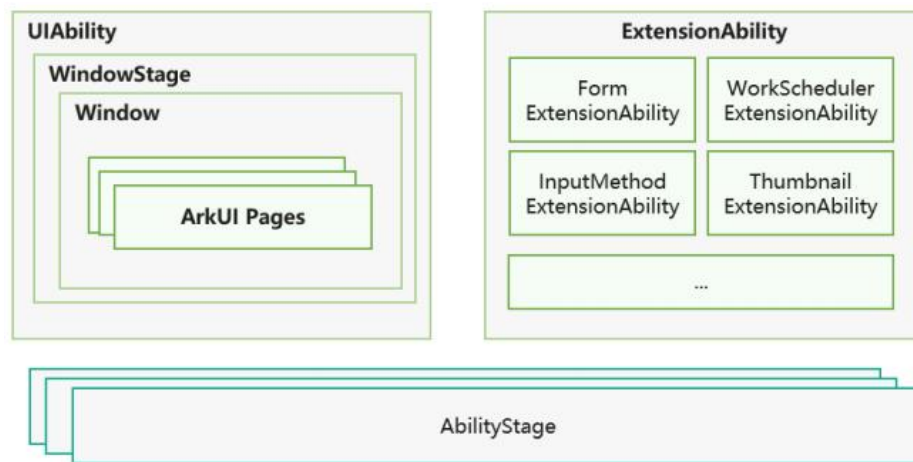 UIAbility
WindowStage
Window
ArkUI Pages
ExtensionAbility
Form
ExtensionAbility
WorkScheduler
ExtensionAbility
InputMethod
ExtensionAbility
Thumbnail
ExtensionAbility
...
AbilityStage